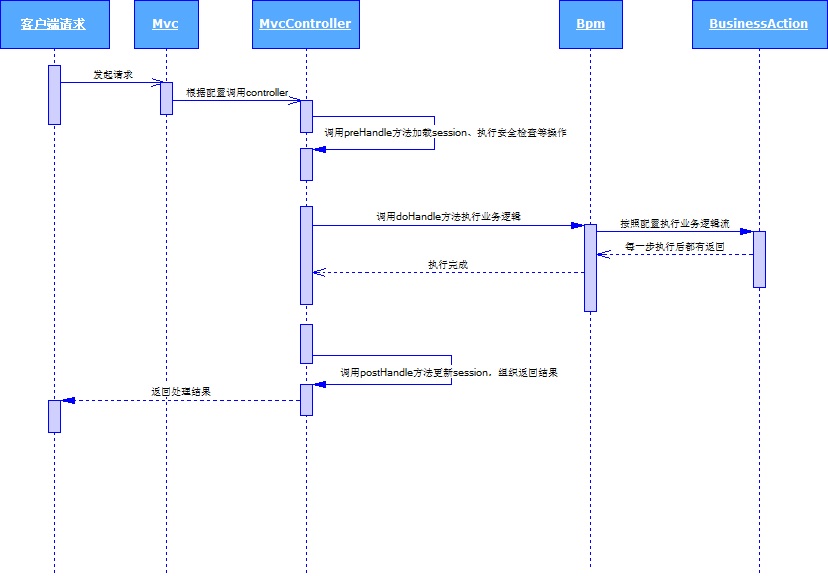 客户端请求
Mvc
MvcController
Bpm
BusinessAction
发起请求
根据配置调用controller
调用preHandle方法加载session、执行安全检查等操作
调用doHandle方法执行业务逻辑
按照配置执行业务逻辑流
每一步执行后都有返回
执行完成
调用postHandle方法更新session，组织返回结果
返回处理结果